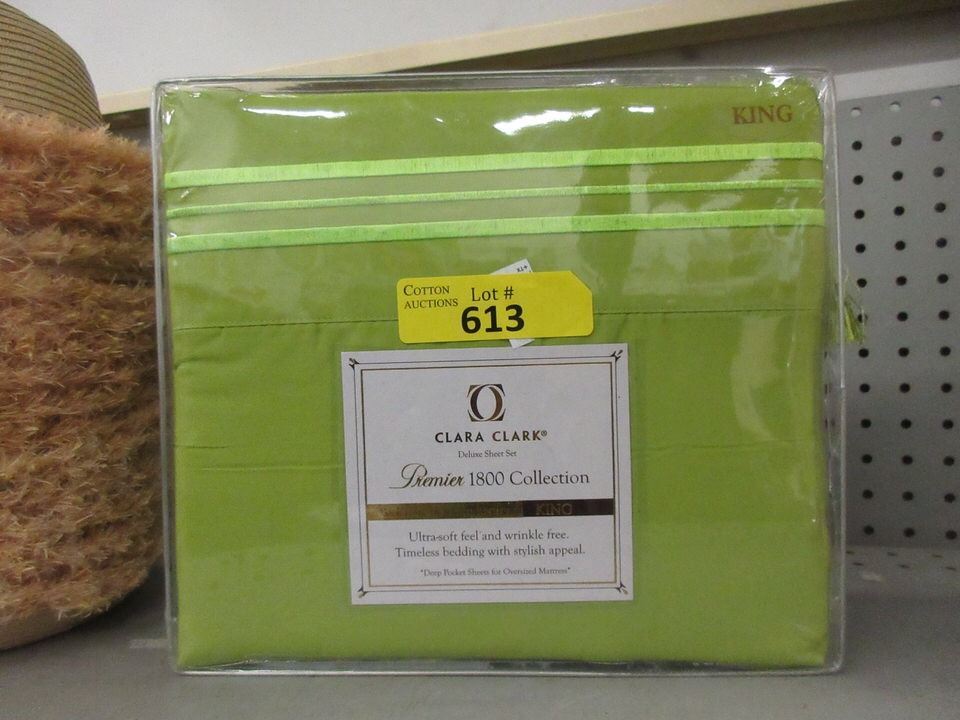 KING
COTTON
AUCTIONS
Lot #
613
CLARA CLARK®
Deluxe Sheet Set
Premier 1800 Collection
KING
Ultra-soft feel and wrinkle free.
Timeless bedding with stylish appeal.
"Deep Pocket Sheets for Oversized Mattress"